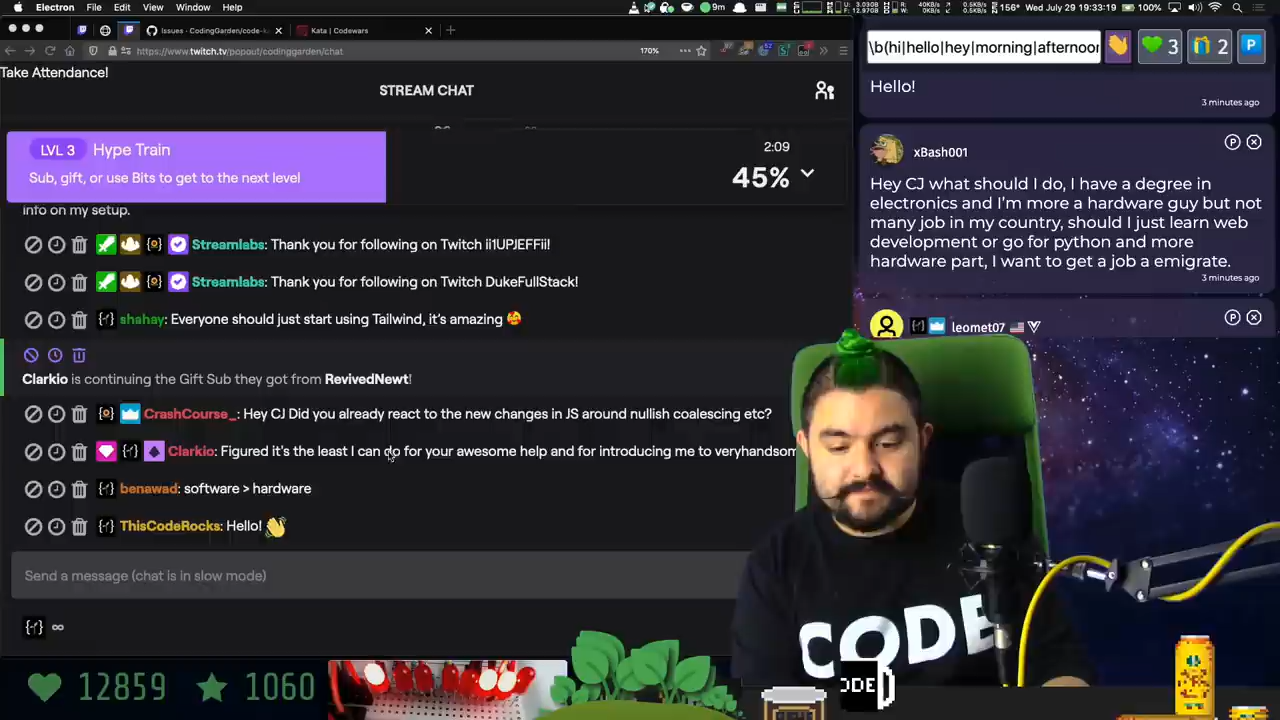 Electron File Edit View Window Help
9m
156° Wed July 29 19:33:19
100%
Issues · CodingGarden/code-k
Kata | Codewars
https://www.twitch.tv/popout/codinggarden/chat
170%
Take Attendance!
STREAM CHAT
LVL 3 Hype Train
Sub, gift, or use Bits to get to the next level
2:09
45%
info on my setup.
Streamlabs: Thank you for following on Twitch ii1UPJEFFii!
Streamlabs: Thank you for following on Twitch DukeFullStack!
shahay: Everyone should just start using Tailwind, it's amazing 🥰
Clarkio is continuing the Gift Sub they got from RevivedNewt!
CrashCourse_: Hey CJ Did you already react to the new changes in JS around nullish coalescing etc?
Clarkio: Figured it's the least I can do for your awesome help and for introducing me to veryhandsom
benawad: software > hardware
ThisCodeRocks: Hello! 👋
Send a message (chat is in slow mode)
{r} ∞
12859
1060
\b(hi|hello|hey|morning|afternoon
3
2
P
Hello!
3 minutes ago
xBash001
P
Hey CJ what should I do, I have a degree in
electronics and I'm more a hardware guy but not
many job in my country, should I just learn web
development or go for python and more
hardware part, I want to get a job a emigrate.
3 minutes ago
leomet07
P
CODE
ODE